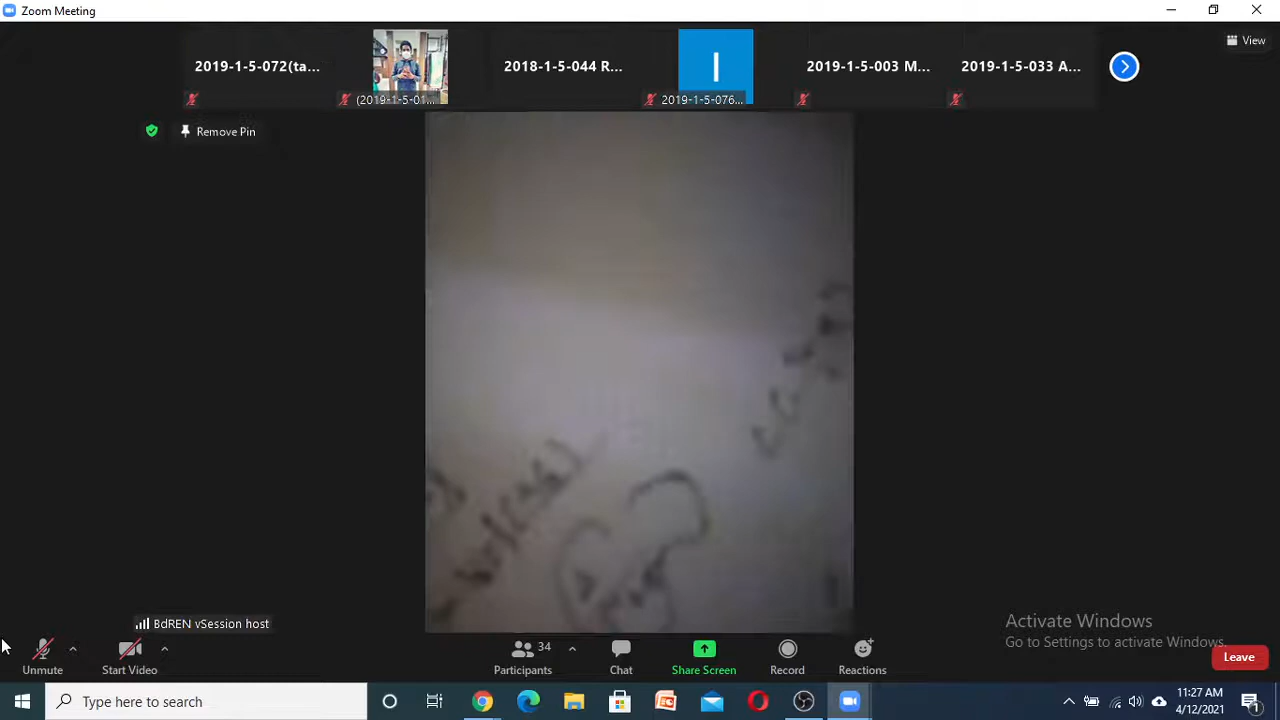 Zoom Meeting
View
2019-1-5-072(ta...
(2019-1-5-01...
2018-1-5-044 R...
I
2019-1-5-076...
2019-1-5-003 M...
2019-1-5-033 A...
Remove Pin
BdREN vSession host
Activate Windows
Go to Settings to activate Windows.
Unmute
Start Video
34
Participants
Chat
Share Screen
Record
Reactions
Leave
Type here to search
11:27 AM
4/12/2021
1